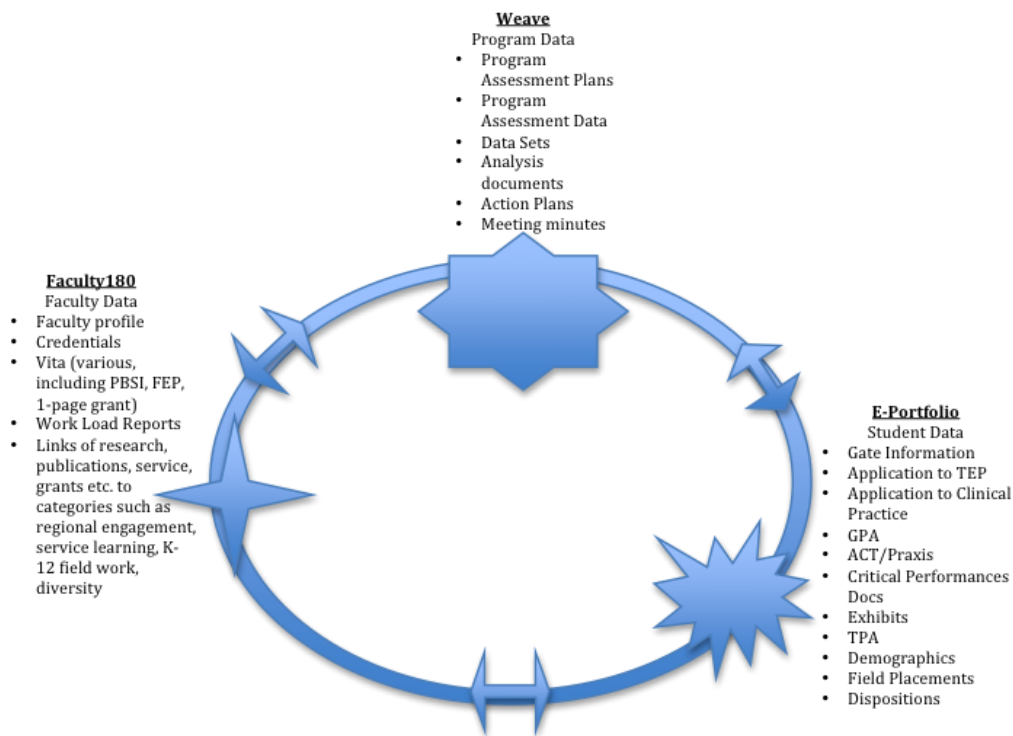 Weave
Program Data
• Program
Assessment Plans
• Program
Assessment Data
• Data Sets
• Analysis
documents
• Action Plans
• Meeting minutes
Faculty180
Faculty Data
• Faculty profile
• Credentials
• Vita (various,
including PBSI, FEP,
1-page grant)
• Work Load Reports
• Links of research,
publications, service,
grants etc. to
categories such as
regional engagement,
service learning, K-
12 field work,
diversity
E-Portfolio
Student Data
• Gate Information
• Application to TEP
• Application to Clinical
Practice
• GPA
• ACT/Praxis
• Critical Performances
Docs
• Exhibits
• TPA
• Demographics
• Field Placements
• Dispositions